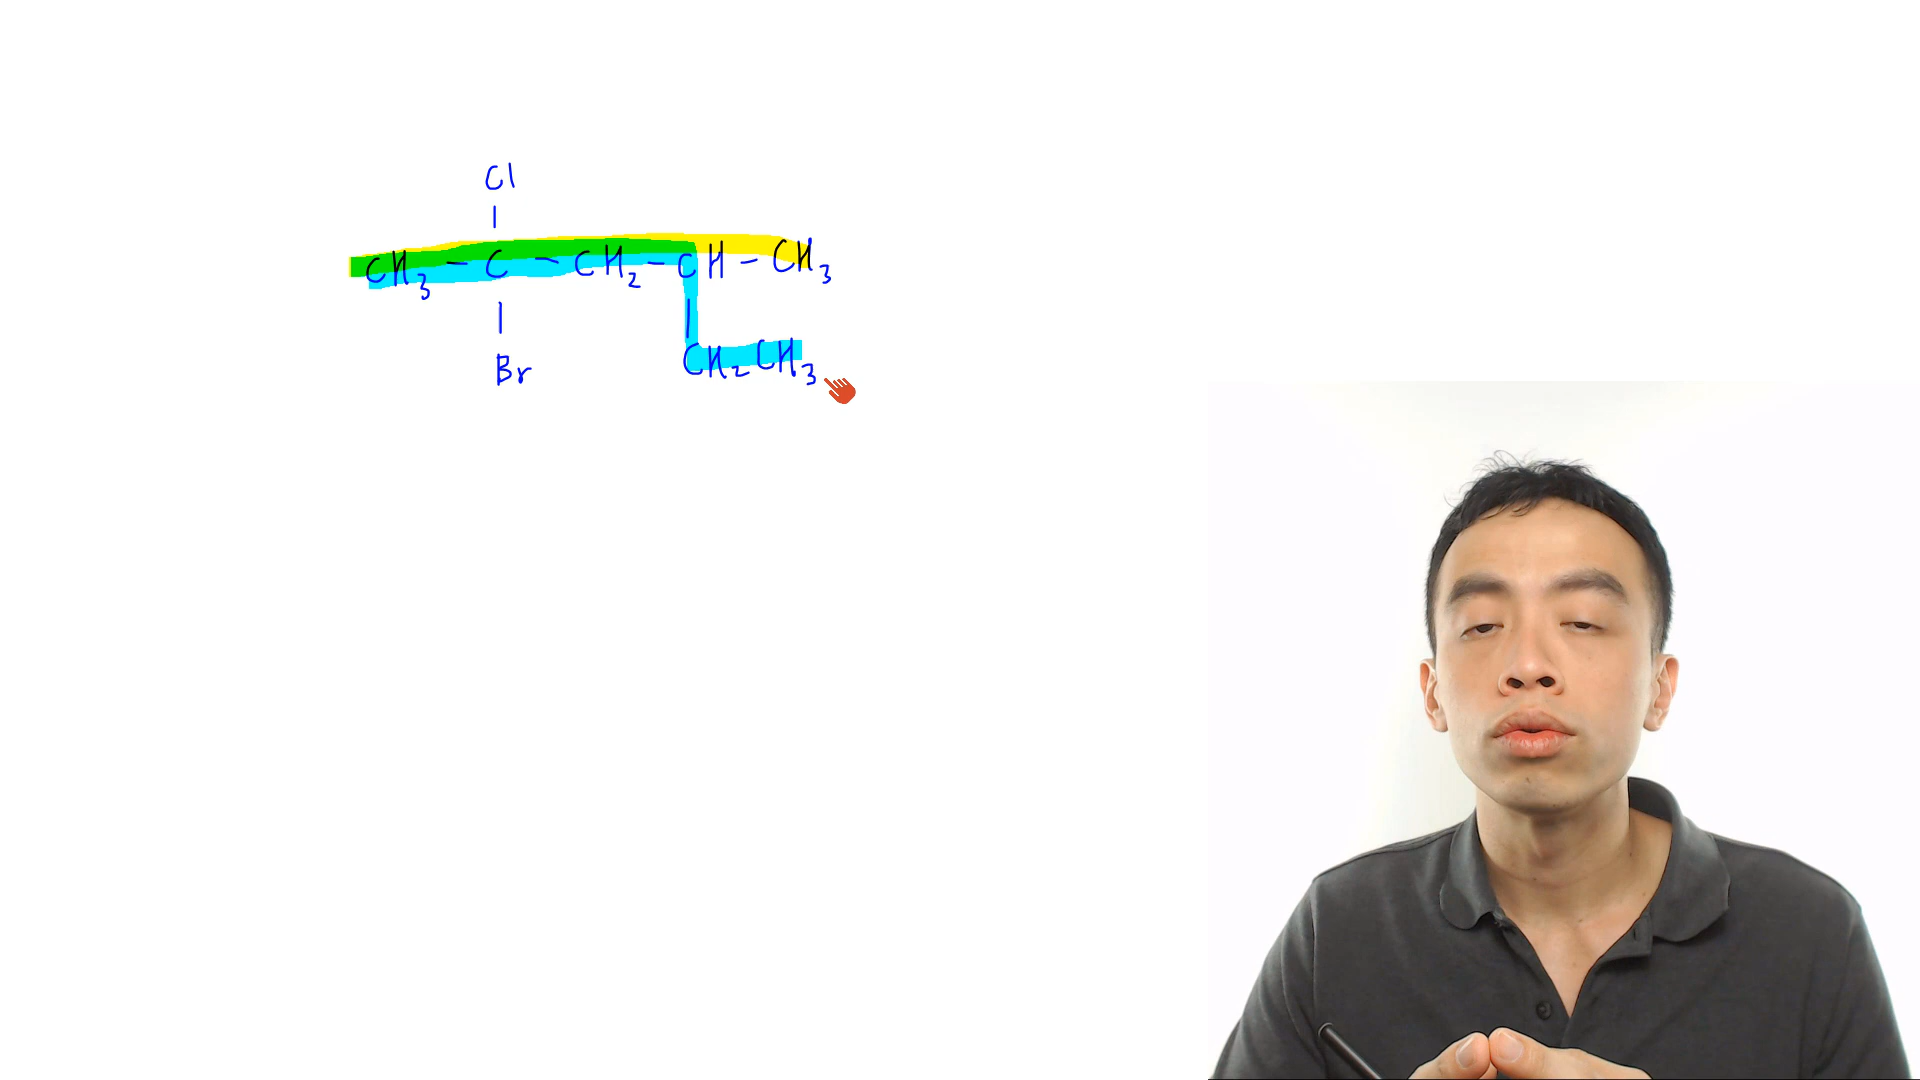 Cl
CH₃ – C – CH₂ – CH – CH₃
Br
CH₂CH₃